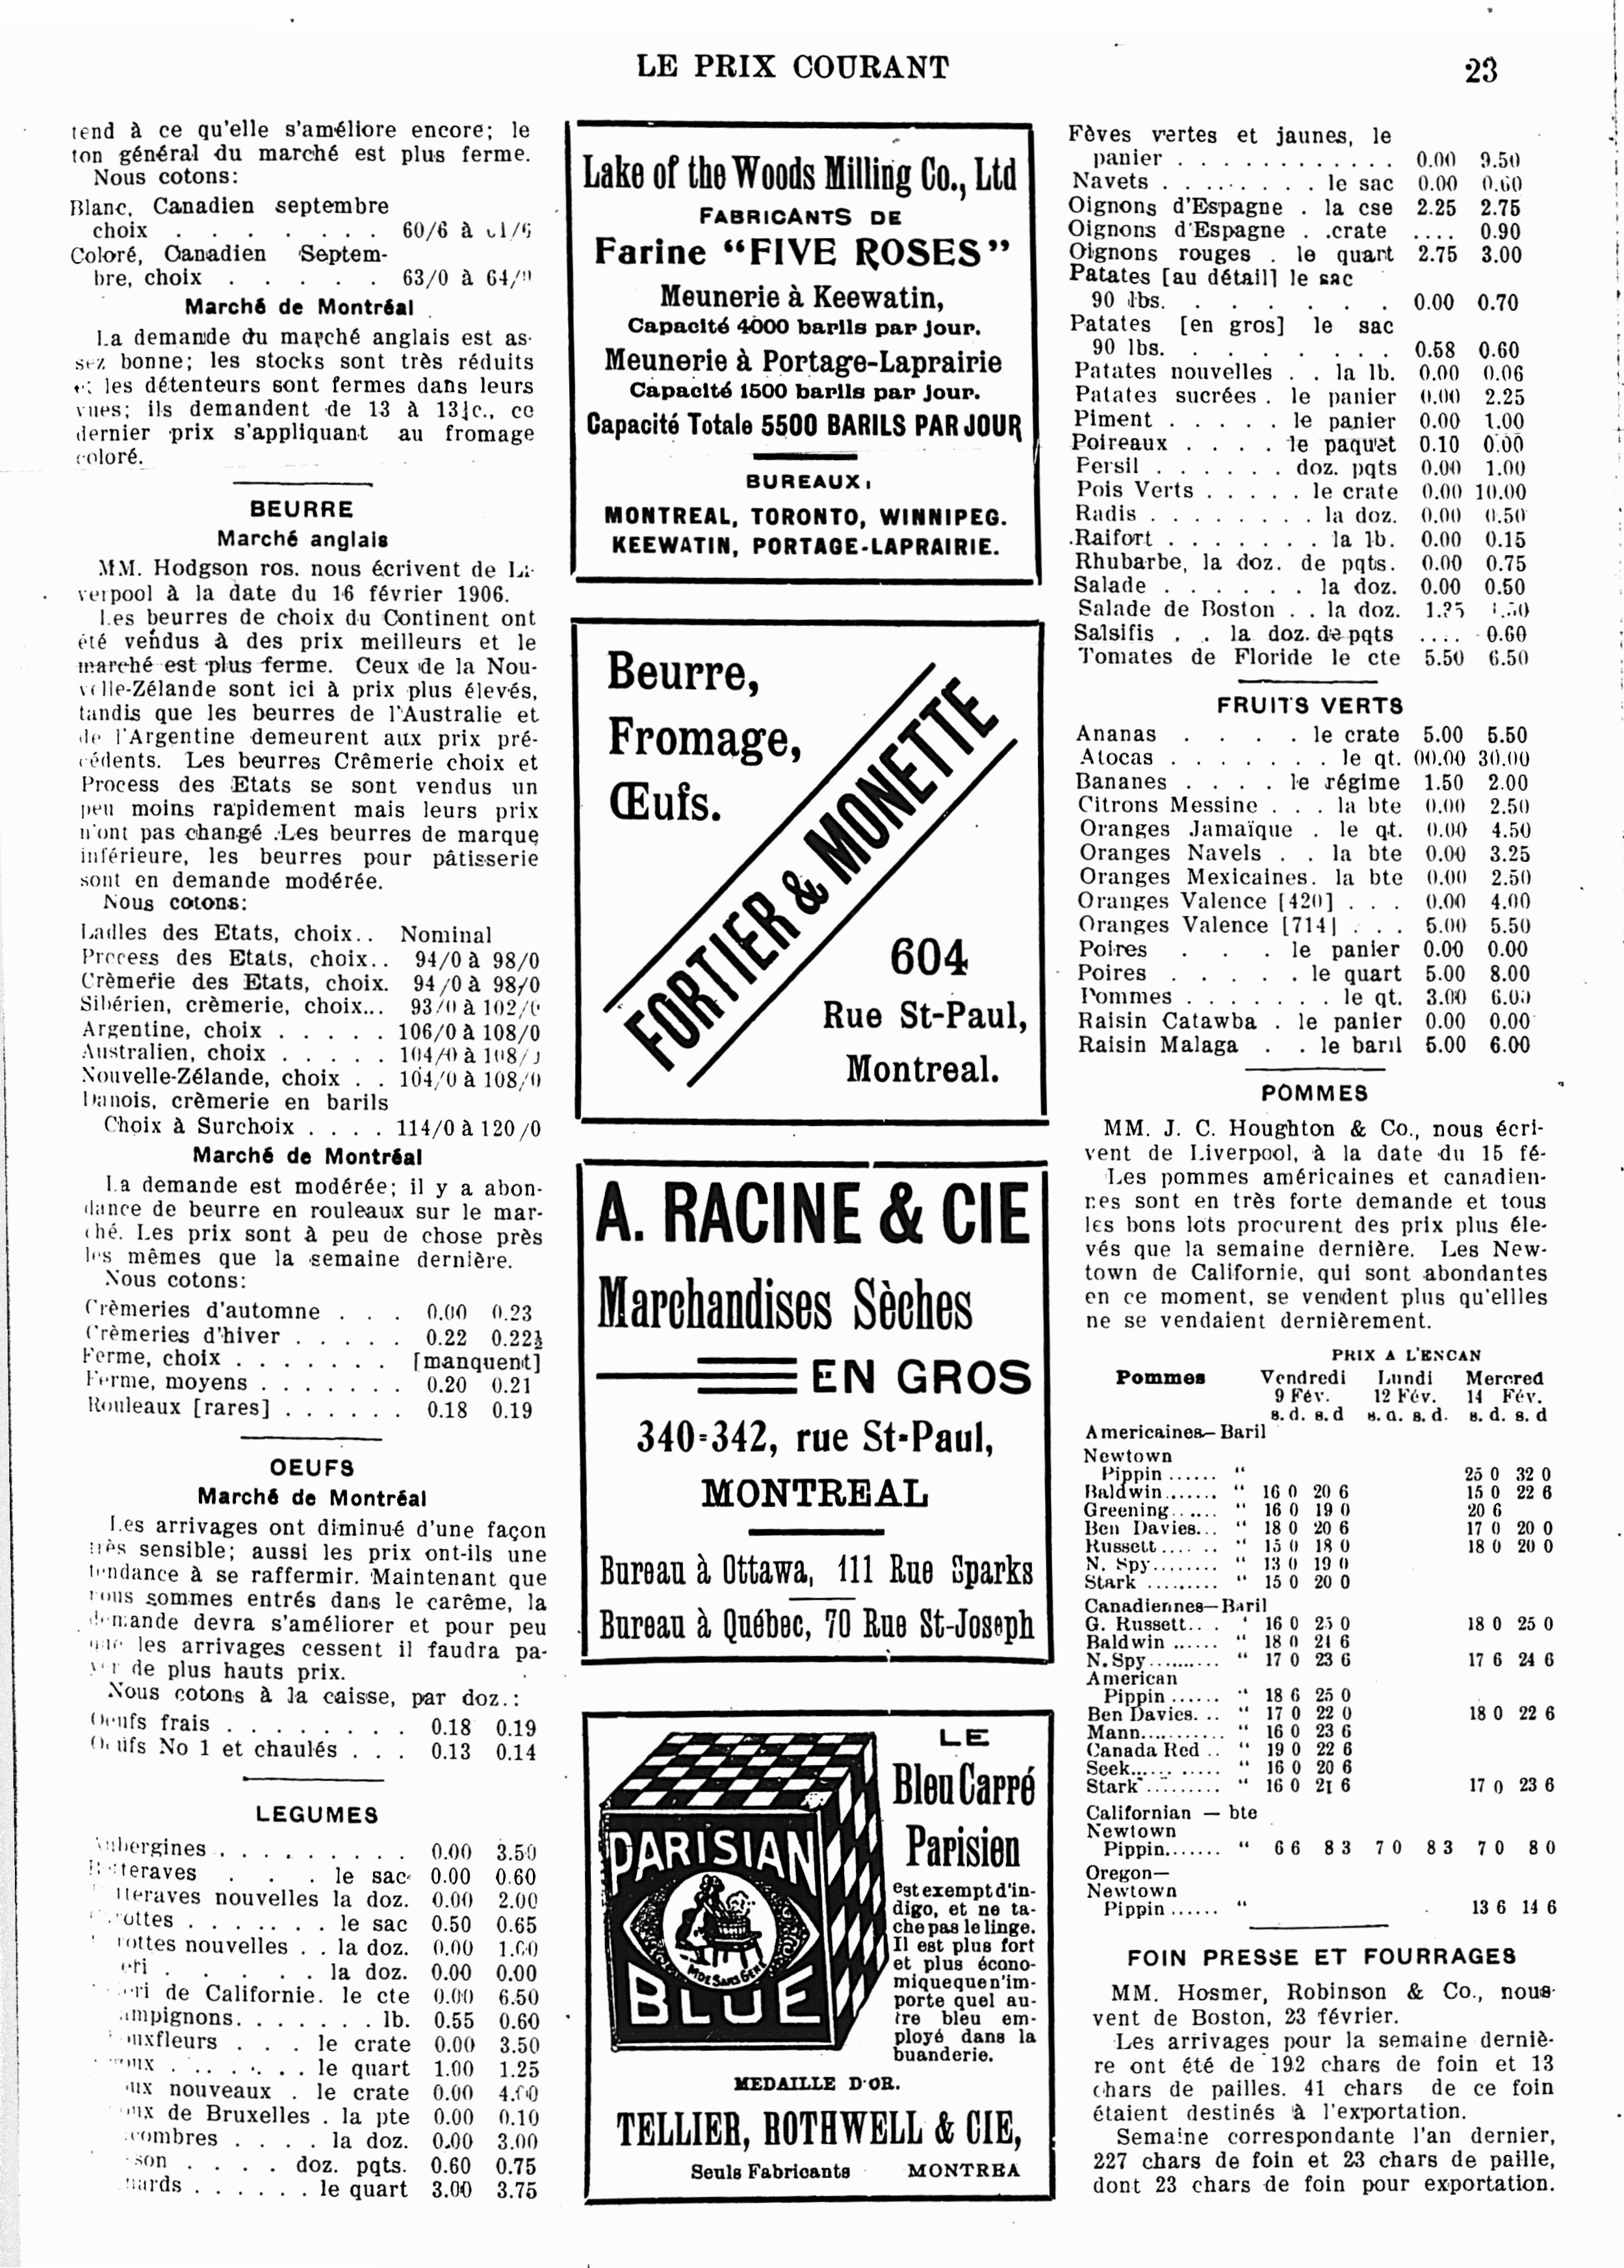 LE PRIX COURANT
23
tend à ce qu'elle s'améliore encore; le
ton général du marché est plus ferme.
Nous cotons:
Blanc, Canadien septembre
choix . . . . . . . 60/6 à
Coloré, Canadien Septem-
bre, choix . . . . . 63/0 à
Marché de Montréal
La demande du marché anglais est as-
sez bonne; les stocks sont très réduits
et les détenteurs sont fermes dans leurs
vues; ils demandent de 13 à 13½c., ce
dernier prix s'appliquant au fromage
coloré.
BEURRE
Marché anglais
MM. Hodgson ros. nous écrivent de Li-
verpool à la date du 16 février 1906.
Les beurres de choix du Continent ont
été vendus à des prix meilleurs et le
marché est plus ferme. Ceux de la Nou-
velle-Zélande sont ici à prix plus élevés,
tandis que les beurres de l'Australie et
de l'Argentine demeurent aux prix pré-
cédents. Les beurres Crêmerie choix et
Process des Etats se sont vendus un
peu moins rapidement mais leurs prix
n'ont pas changé .Les beurres de marque
inférieure, les beurres pour pâtisserie
sont en demande modérée.
Nous cotons:
Ladles des Etats, choix.. Nominal
Process des Etats, choix.. 94/0 à 98/0
Crèmerie des Etats, choix. 94/0 à 98/0
Sibérien, crèmerie, choix... 93/0 à 102/0
Argentine, choix . . . . . 106/0 à 108/0
Australien, choix . . . . . 104/0 à
Nouvelle-Zélande, choix . . 104/0 à 108/0
Danois, crèmerie en barils
Choix à Surchoix . . . . 114/0 à 120/0
Marché de Montréal
La demande est modérée; il y a abon-
dance de beurre en rouleaux sur le mar-
ché. Les prix sont à peu de chose près
les mêmes que la semaine dernière.
Nous cotons:
Crèmeries d'automne . . . 0.00 0.23
Crèmeries d'hiver . . . . . 0.22 0.22½
Ferme, choix . . . . . . . [manquent]
Ferme, moyens . . . . . . . 0.20 0.21
Rouleaux [rares] . . . . . . 0.18 0.19
OEUFS
Marché de Montréal
Les arrivages ont diminué d'une façon
très sensible; aussi les prix ont-ils une
tendance à se raffermir. Maintenant que
nous sommes entrés dans le carême, la
demande devra s'améliorer et pour peu
que les arrivages cessent il faudra pa-
yer de plus hauts prix.
Nous cotons à la caisse, par doz.:
Oeufs frais . . . . . . . . 0.18 0.19
Oeufs No 1 et chaulés . . . 0.13 0.14
LEGUMES
Aubergines . . . . . . . . . 0.00 3.50
Betteraves . . . le sac 0.00 0.60
tteraves nouvelles la doz. 0.00 2.00
rottes . . . . . . . le sac 0.50 0.65
rottes nouvelles . . la doz. 0.00 1.00
eri . . . . . . la doz. 0.00 0.00
eri de Californie. le cte 0.00 6.50
ampignons. . . . . . . lb. 0.55 0.60
uxfleurs . . . le crate 0.00 3.50
oux . . . . . . . le quart 1.00 1.25
ux nouveaux . le crate 0.00 4.00
oux de Bruxelles . la pte 0.00 0.10
combres . . . . la doz. 0.00 3.00
son . . . . doz. pqts. 0.60 0.75
nards . . . . . . le quart 3.00 3.75
Lake of the Woods Milling Co., Ltd
FABRICANTS DE
Farine "FIVE ROSES"
Meunerie à Keewatin,
Capacité 4000 barils par jour.
Meunerie à Portage-Laprairie
Capacité 1500 barils par jour.
Capacité Totale 5500 BARILS PAR JOUR
BUREAUX:
MONTREAL, TORONTO, WINNIPEG.
KEEWATIN, PORTAGE-LAPRAIRIE.
Beurre,
Fromage,
Œufs.
FORTIER & MONETTE
604
Rue St-Paul,
Montreal.
A. RACINE & CIE
Marchandises Sèches
EN GROS
340-342, rue St-Paul,
MONTREAL
Bureau à Ottawa, 111 Rue Sparks
Bureau à Québec, 70 Rue St-Joseph
PARISIAN
MDE SANS GENE
BLUE
LE
Bleu Carré
Parisien
est exempt d'in-
digo, et ne ta-
che pas le linge.
Il est plus fort
et plus écono-
mique qu'en'im-
porte quel au-
tre bleu em-
ployé dans la
buanderie.
MEDAILLE D'OR.
TELLIER, ROTHWELL & CIE,
Seuls Fabricants MONTREA
Fèves vertes et jaunes, le
panier . . . . . . . . . . . . 0.00 9.50
Navets . . . . . . . . le sac 0.00 0.60
Oignons d'Espagne . la cse 2.25 2.75
Oignons d'Espagne . .crate .... 0.90
Oignons rouges . le quart 2.75 3.00
Patates [au détail] le sac
90 lbs. . . . . . . . 0.00 0.70
Patates [en gros] le sac
90 lbs. . . . . . . . 0.58 0.60
Patates nouvelles . . la lb. 0.00 0.06
Patates sucrées . le panier 0.00 2.25
Piment . . . . . le panier 0.00 1.00
Poireaux . . . . le paquet 0.10 0.00
Persil . . . . . . doz. pqts 0.00 1.00
Pois Verts . . . . . le crate 0.00 10.00
Radis . . . . . . . . la doz. 0.00 0.50
Raifort . . . . . . . la lb. 0.00 0.15
Rhubarbe, la doz. de pqts. 0.00 0.75
Salade . . . . . . la doz. 0.00 0.50
Salade de Boston . . la doz.
Salsifis . . la doz. de pqts .... 0.60
Tomates de Floride le cte 5.50 6.50
FRUITS VERTS
Ananas . . . . le crate 5.00 5.50
Atocas . . . . . . . le qt. 00.00 30.00
Bananes . . . . le régime 1.50 2.00
Citrons Messine . . . la bte 0.00 2.50
Oranges Jamaïque . le qt. 0.00 4.50
Oranges Navels . . la bte 0.00 3.25
Oranges Mexicaines. la bte 0.00 2.50
Oranges Valence [420] . . . 0.00 4.00
Oranges Valence [714] . . . 5.00 5.50
Poires . . . le panier 0.00 0.00
Poires . . . . . le quart 5.00 8.00
Pommes . . . . . . . le qt. 3.00 6.00
Raisin Catawba . le panier 0.00 0.00
Raisin Malaga . . le baril 5.00 6.00
POMMES
MM. J. C. Houghton & Co., nous écri-
vent de Liverpool, à la date du 15 fé-
Les pommes américaines et canadien-
nes sont en très forte demande et tous
les bons lots procurent des prix plus éle-
vés que la semaine dernière. Les New-
town de Californie, qui sont abondantes
en ce moment, se vendent plus qu'ellles
ne se vendaient dernièrement.
PRIX A L'ENCAN
Pommes Vendredi Lundi Mercred
9 Fév. 12 Fév. 14 Fév.
s. d. s. d s. d. s. d. s. d. s. d
Americaines—Baril
Newtown
Pippin ...... " 25 0 32 0
Baldwin...... " 16 0 20 6 15 0 22 6
Greening...... " 16 0 19 0 20 6
Ben Davies... " 18 0 20 6 17 0 20 0
Russett...... " 15 0 18 0 18 0 20 0
N. Spy........ " 13 0 19 0
Stark ......... " 15 0 20 0
Canadiennes—Baril
G. Russett... " 16 0 25 0 18 0 25 0
Baldwin ...... " 18 0 21 6
N. Spy......... " 17 0 23 6 17 6 24 6
American
Pippin ...... " 18 6 25 0
Ben Davies. .. " 17 0 22 0 18 0 22 6
Mann........... " 16 0 23 6
Canada Red .. " 19 0 22 6
Seek........... " 16 0 20 6
Stark ......... " 16 0 21 6 17 0 23 6
Californian — bte
Newtown
Pippin....... " 6 6 8 3 7 0 8 3 7 0 8 0
Oregon—
Newtown
Pippin ...... " 13 6 14 6
FOIN PRESSE ET FOURRAGES
MM. Hosmer, Robinson & Co., nous
vent de Boston, 23 février.
Les arrivages pour la semaine derniè-
re ont été de 192 chars de foin et 13
chars de pailles. 41 chars de ce foin
étaient destinés à l'exportation.
Semaine correspondante l'an dernier,
227 chars de foin et 23 chars de paille,
dont 23 chars de foin pour exportation.